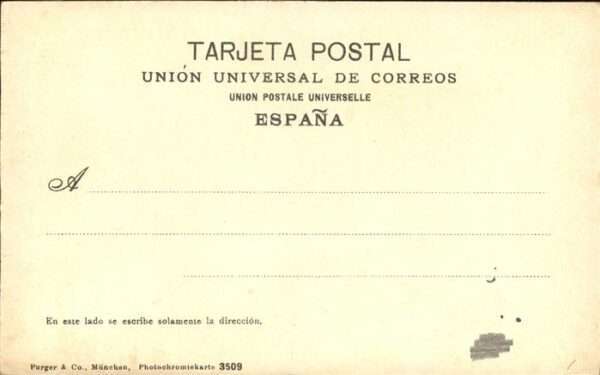 TARJETA POSTAL
UNIÓN UNIVERSAL DE CORREOS
UNION POSTALE UNIVERSELLE
ESPAÑA
A
En este lado se escribe solamente la dirección.
Purger & Co., München, Photochromiekarte 3509